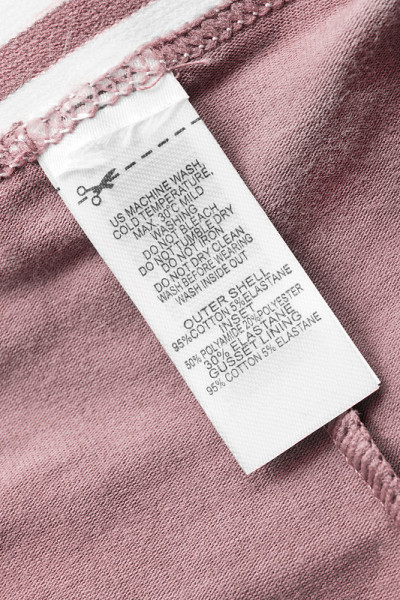 US MACHINE WASH,
COLD TEMPERATURE,
MAX. 30°C MILD
WASHING
DO NOT BLEACH
DO NOT TUMBLE DRY
DO NOT IRON
DO NOT DRY CLEAN
WASH BEFORE WEARING
WASH INSIDE OUT
OUTER SHELL
95%COTTON 5%ELASTANE
INSET
50% POLYAMIDE 20%POLYESTER
30% ELASTANE
GUSSET LINING
95% COTTON 5% ELASTANE